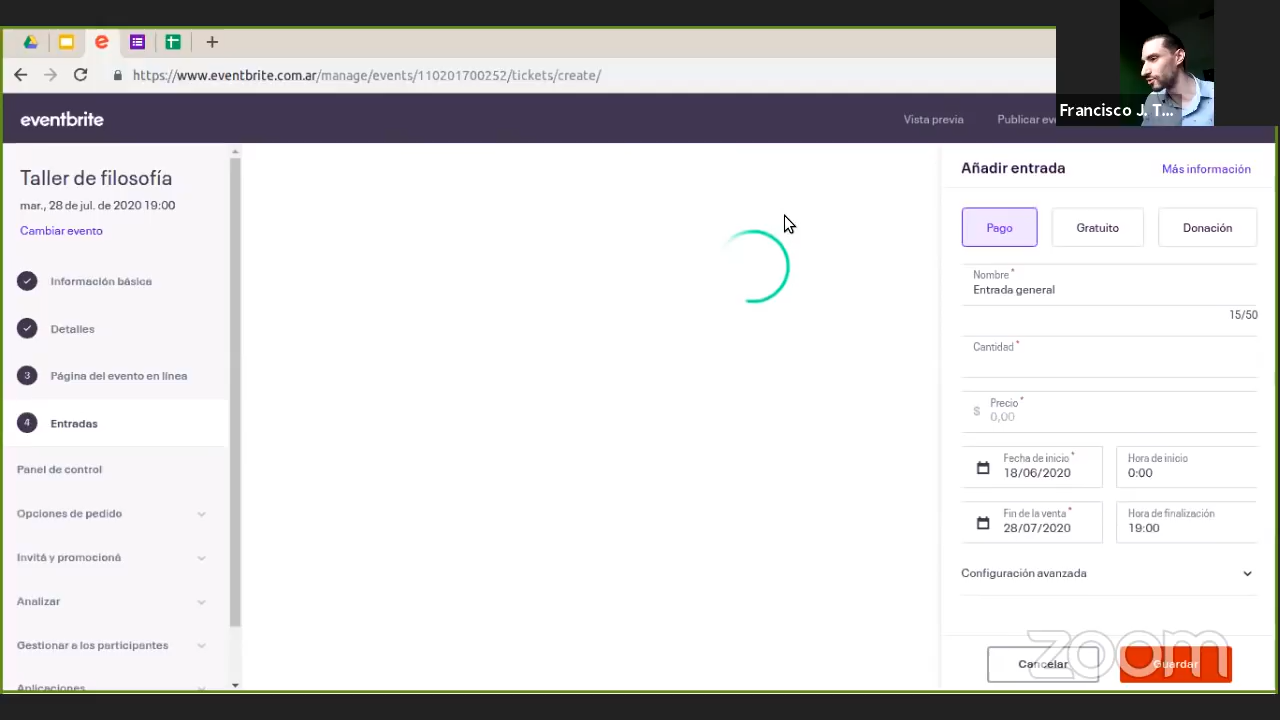 https://www.eventbrite.com.ar/manage/events/110201700252/tickets/create/
eventbrite
Vista previa
Publicar
Francisco J. T...
Taller de filosofía
mar., 28 de jul. de 2020 19:00
Cambiar evento
Información básica
Detalles
3 Página del evento en línea
4 Entradas
Panel de control
Opciones de pedido
Invitá y promocioná
Analizar
Gestionar a los participantes
Aplicaciones
Añadir entrada
Más información
Pago
Gratuito
Donación
Nombre*
Entrada general
15/50
Cantidad*
Precio*
$ 0,00
Fecha de inicio*
18/06/2020
Hora de inicio
0:00
Fin de la venta*
28/07/2020
Hora de finalización
19:00
Configuración avanzada
Cancelar
Guardar
zoom